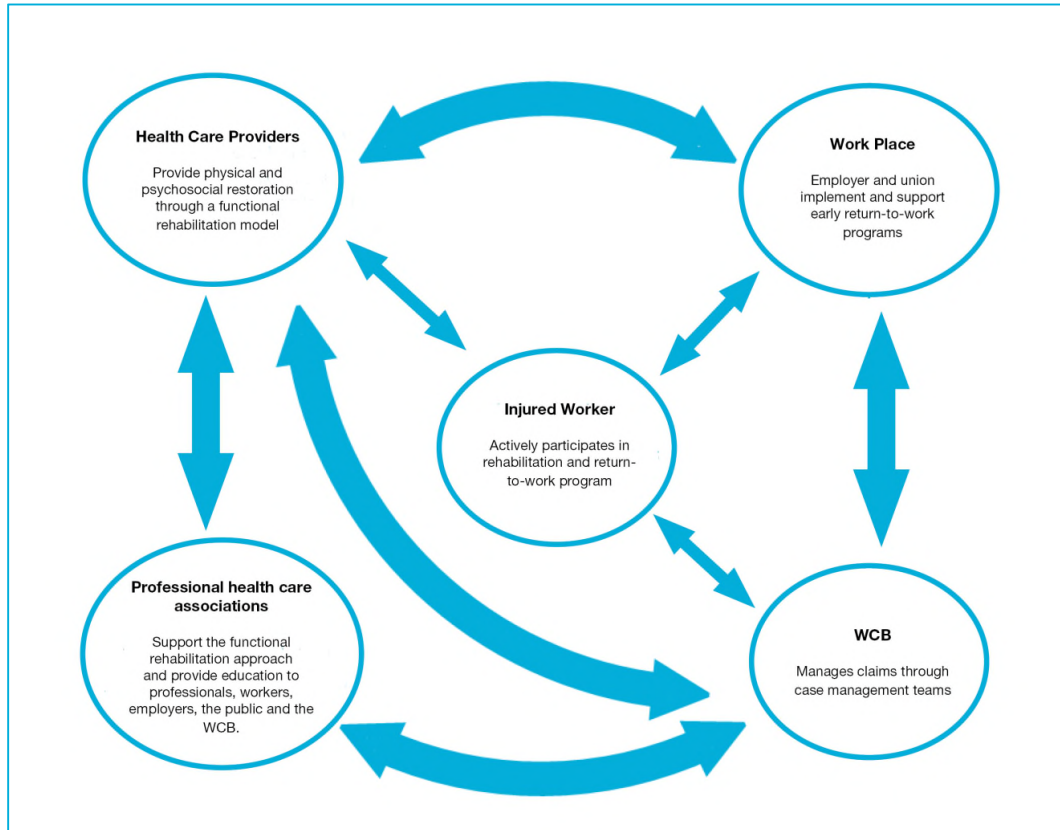 Health Care Providers
Provide physical and
psychosocial restoration
through a functional
rehabilitation model
Work Place
Employer and union
implement and support
early return-to-work
programs
Injured Worker
Actively participates in
rehabilitation and return-
to-work program
Professional health care
associations
Support the functional
rehabilitation approach
and provide education to
professionals, workers,
employers, the public and the
WCB.
WCB
Manages claims through
case management teams